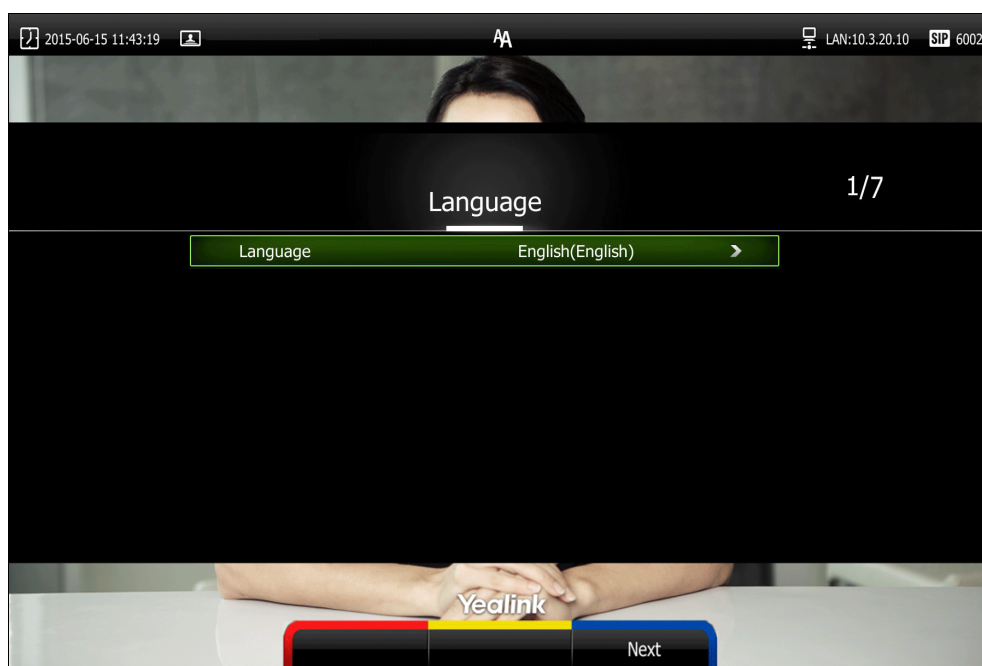 2015-06-15 11:43:19 AA LAN:10.3.20.10 SIP 6002
1/7
Language
Language English(English)
Yealink
Next